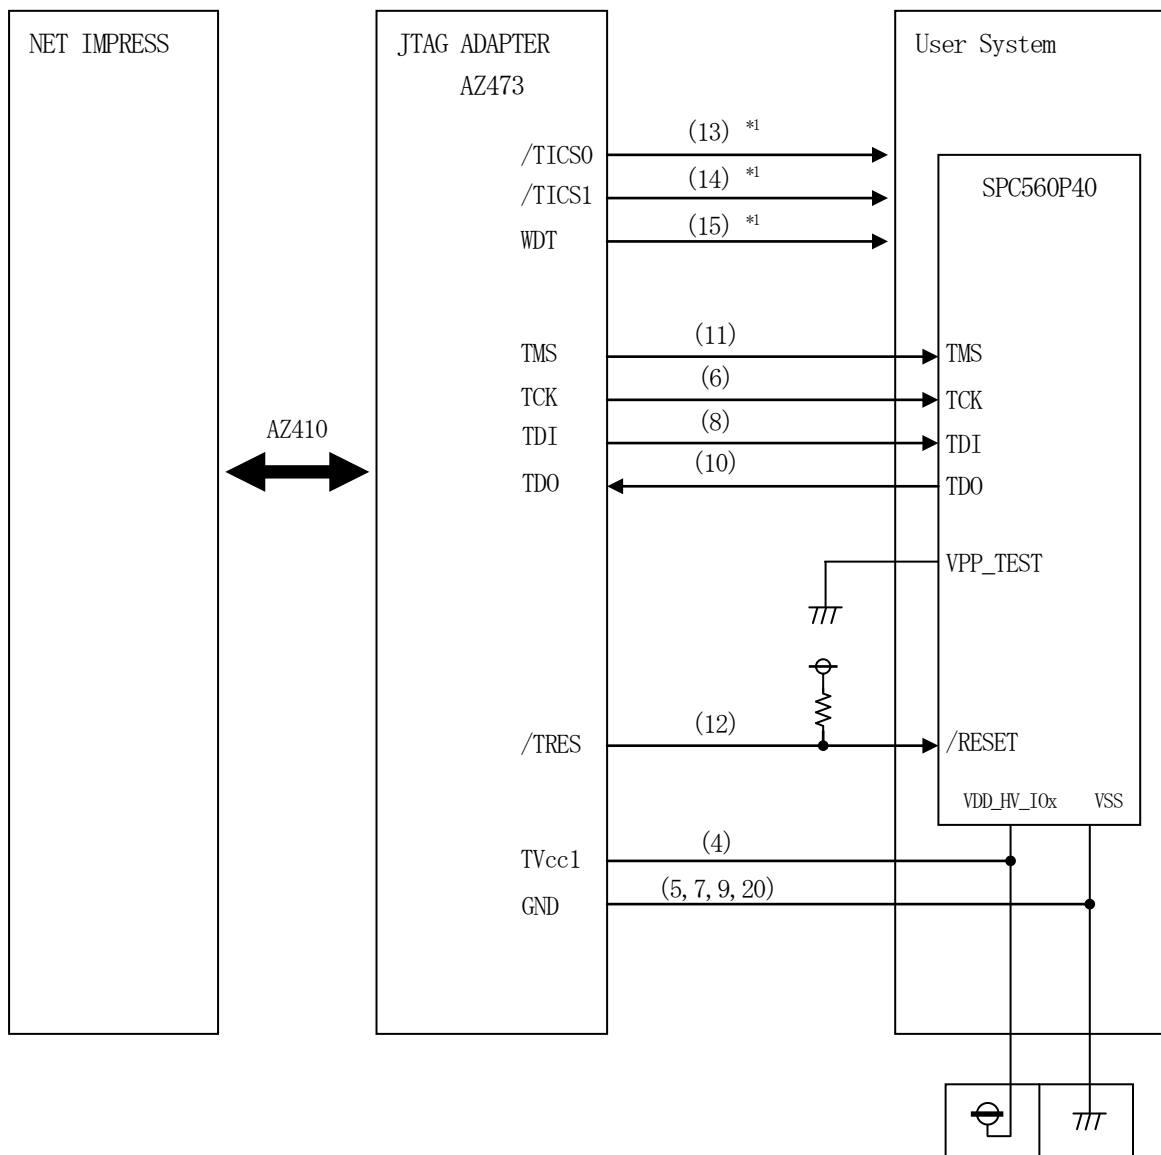 NET IMPRESS
JTAG ADAPTER
AZ473
User System
/TICS0
(13) *1
/TICS1
(14) *1
WDT
(15) *1
SPC560P40
TMS
(11)
TMS
TCK
(6)
TCK
TDI
(8)
TDI
TDO
(10)
TDO
AZ410
VPP_TEST
/TRES
(12)
/RESET
VDD_HV_IOx
VSS
TVcc1
(4)
GND
(5,7,9,20)